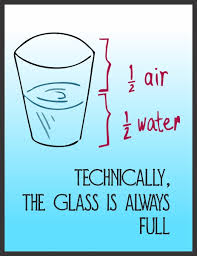 ½ air
½ water
TECHNICALLY,
THE GLASS IS ALWAYS
FULL